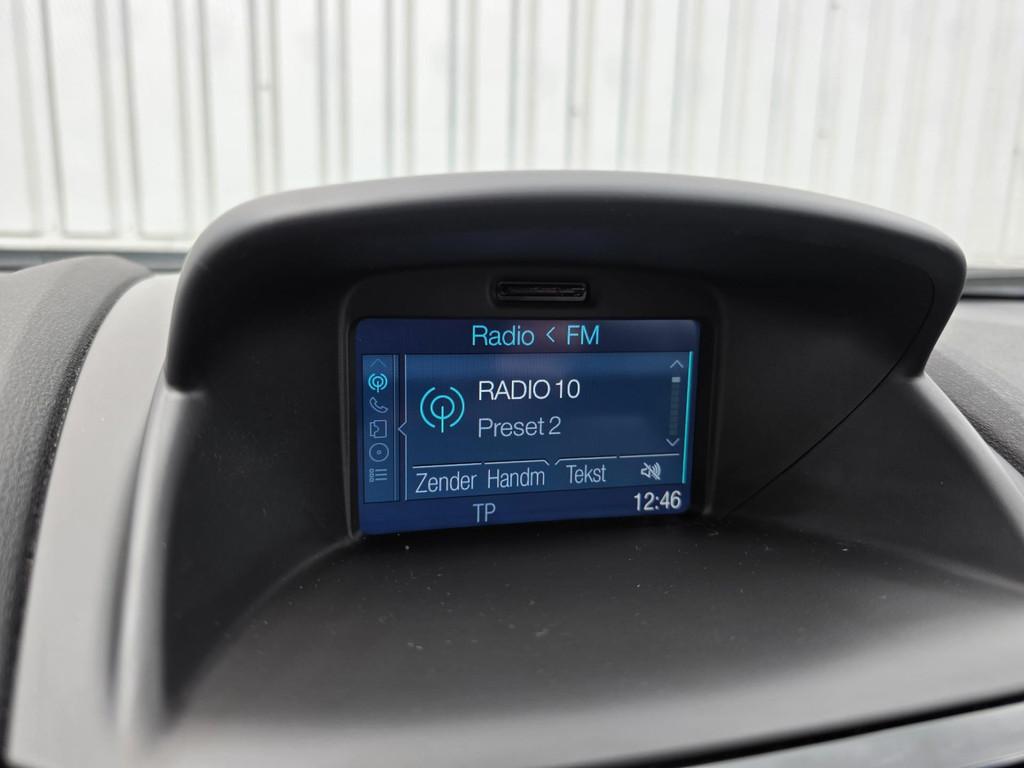 Radio < FM
RADIO 10
Preset 2
Zender Handm Tekst
TP 12:46